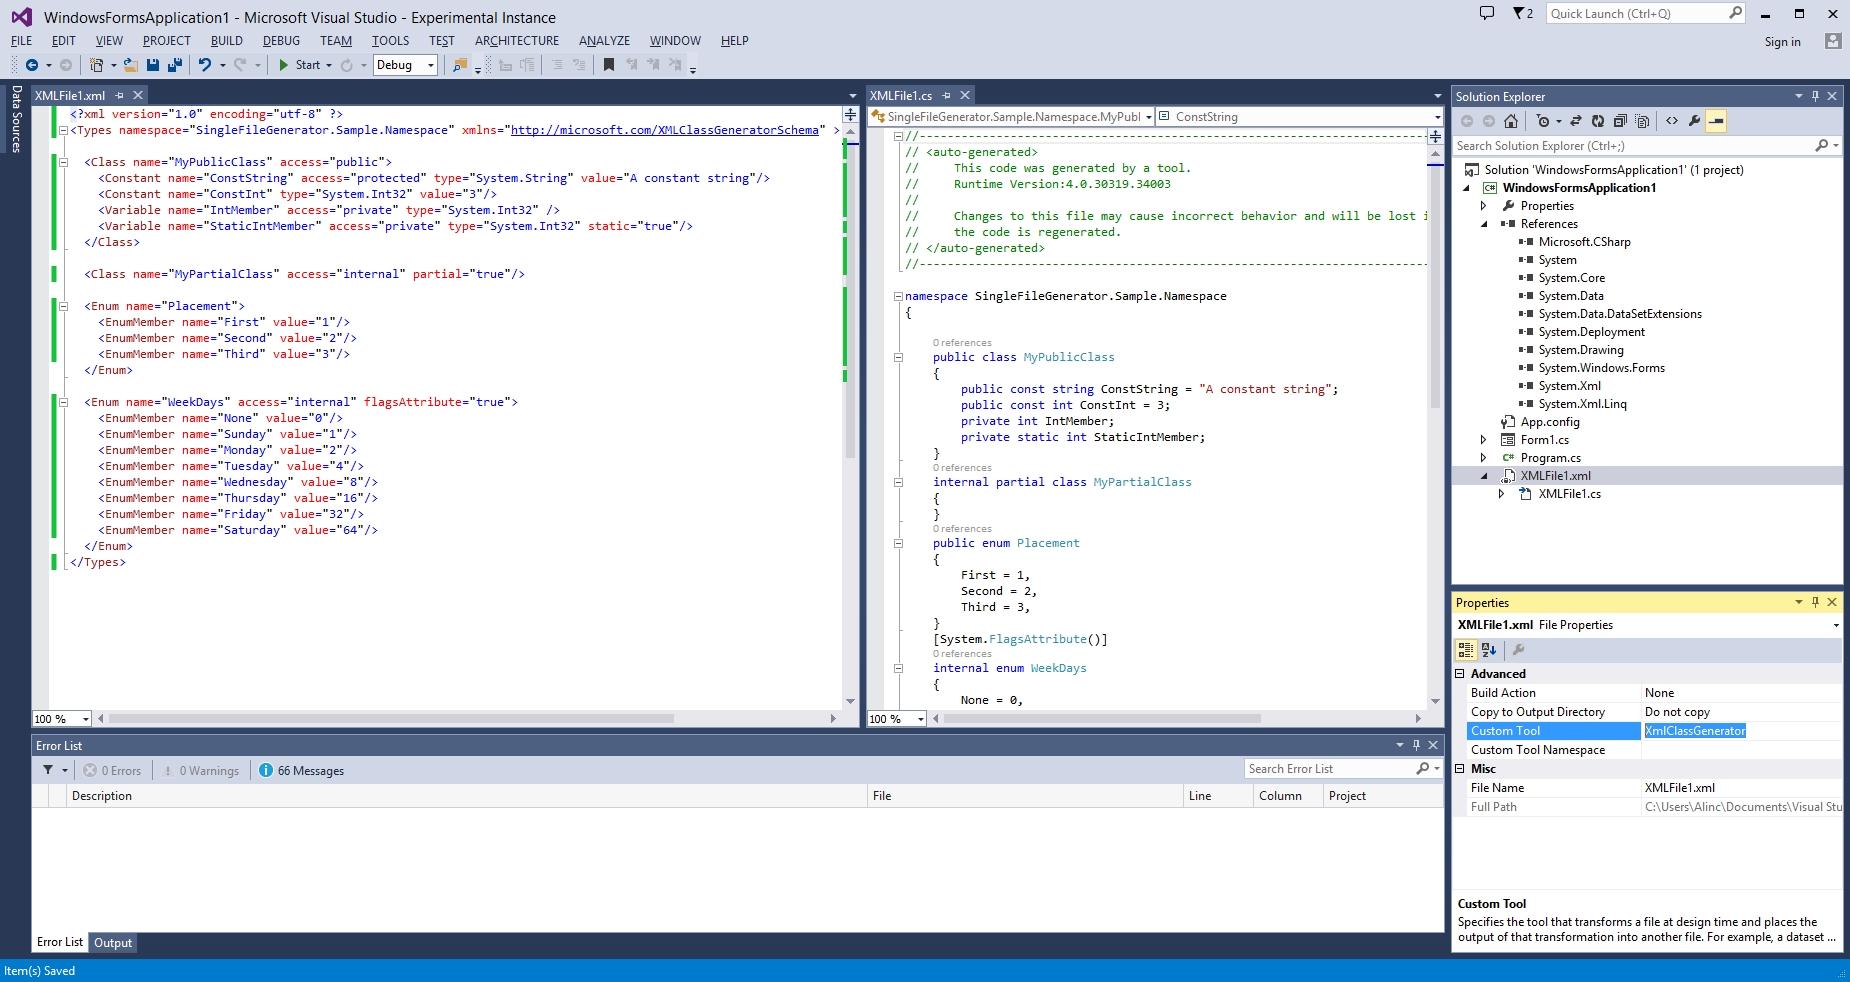 WindowsFormsApplication1 - Microsoft Visual Studio - Experimental Instance
2
Quick Launch (Ctrl+Q)
FILE EDIT VIEW PROJECT BUILD DEBUG TEAM TOOLS TEST ARCHITECTURE ANALYZE WINDOW HELP
Sign in
Start Debug
Data Sources
XMLFile1.xml
<?xml version="1.0" encoding="utf-8" ?>
<Types namespace="SingleFileGenerator.Sample.Namespace" xmlns="http://microsoft.com/XMLClassGeneratorSchema" >
<Class name="MyPublicClass" access="public">
<Constant name="ConstString" access="protected" type="System.String" value="A constant string"/>
<Constant name="ConstInt" type="System.Int32" value="3"/>
<Variable name="IntMember" access="private" type="System.Int32" />
<Variable name="StaticIntMember" access="private" type="System.Int32" static="true"/>
</Class>
<Class name="MyPartialClass" access="internal" partial="true"/>
<Enum name="Placement">
<EnumMember name="First" value="1"/>
<EnumMember name="Second" value="2"/>
<EnumMember name="Third" value="3"/>
</Enum>
<Enum name="WeekDays" access="internal" flagsAttribute="true">
<EnumMember name="None" value="0"/>
<EnumMember name="Sunday" value="1"/>
<EnumMember name="Monday" value="2"/>
<EnumMember name="Tuesday" value="4"/>
<EnumMember name="Wednesday" value="8"/>
<EnumMember name="Thursday" value="16"/>
<EnumMember name="Friday" value="32"/>
<EnumMember name="Saturday" value="64"/>
</Enum>
</Types>
100 %
XMLFile1.cs
SingleFileGenerator.Sample.Namespace.MyPubl ConstString
//------------------------------------------------------------------------
// <auto-generated>
//     This code was generated by a tool.
//     Runtime Version:4.0.30319.34003
//
//     Changes to this file may cause incorrect behavior and will be lost i
//     the code is regenerated.
// </auto-generated>
//------------------------------------------------------------------------
namespace SingleFileGenerator.Sample.Namespace
{
0 references
public class MyPublicClass
{
public const string ConstString = "A constant string";
public const int ConstInt = 3;
private int IntMember;
private static int StaticIntMember;
}
0 references
internal partial class MyPartialClass
{
}
0 references
public enum Placement
{
First = 1,
Second = 2,
Third = 3,
}
[System.FlagsAttribute()]
0 references
internal enum WeekDays
{
None = 0,
100 %
Error List
0 Errors 0 Warnings 66 Messages
Search Error List
Description File Line Column Project
Error List Output
Item(s) Saved
Solution Explorer
Search Solution Explorer (Ctrl+;)
Solution 'WindowsFormsApplication1' (1 project)
C# WindowsFormsApplication1
Properties
References
Microsoft.CSharp
System
System.Core
System.Data
System.Data.DataSetExtensions
System.Deployment
System.Drawing
System.Windows.Forms
System.Xml
System.Xml.Linq
App.config
Form1.cs
C# Program.cs
XMLFile1.xml
XMLFile1.cs
Properties
XMLFile1.xml File Properties
Advanced
Build Action None
Copy to Output Directory Do not copy
Custom Tool XmlClassGenerator
Custom Tool Namespace
Misc
File Name XMLFile1.xml
Full Path C:\Users\Alinc\Documents\Visual Stu
Custom Tool
Specifies the tool that transforms a file at design time and places the
output of that transformation into another file. For example, a dataset ...